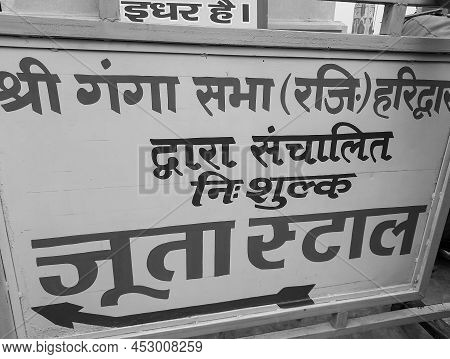 इधर है।
श्री गंगा सभा (रजिः) हरिद्वार
द्वारा संचालित
निःशुल्क
जूता स्टाल